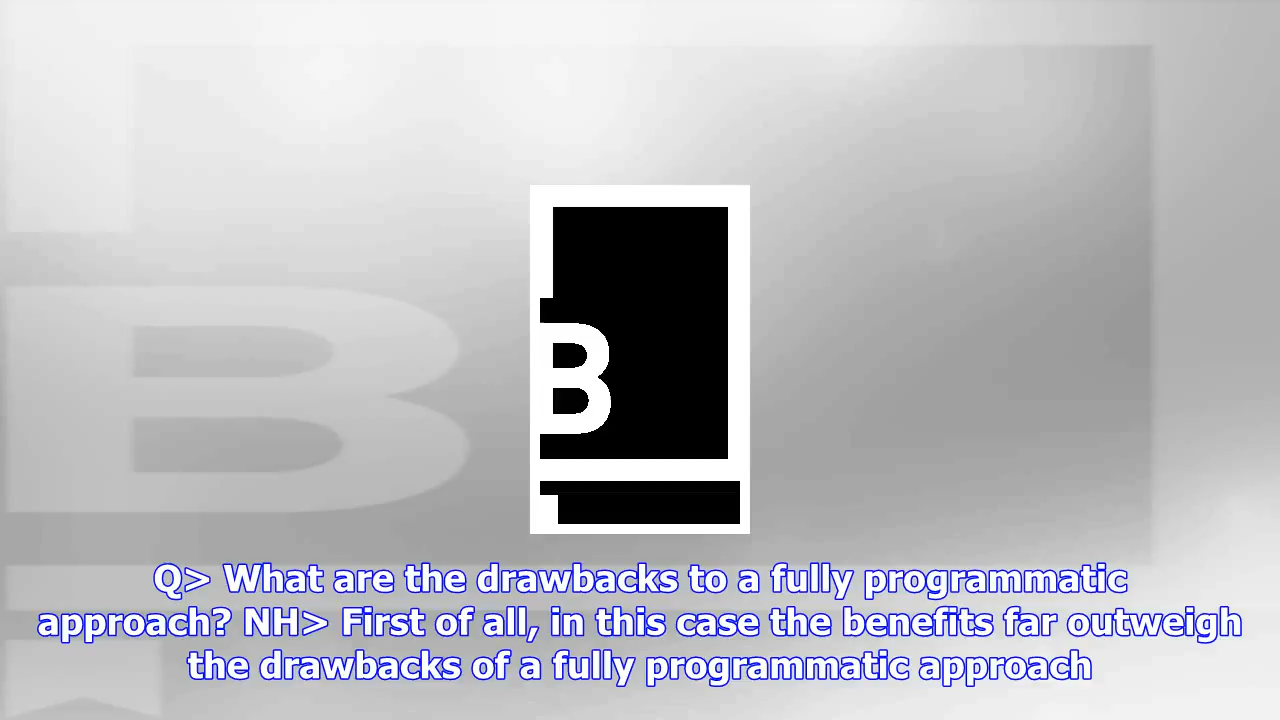 B
Q> What are the drawbacks to a fully programmatic
approach? NH> First of all, in this case the benefits far outweigh
the drawbacks of a fully programmatic approach